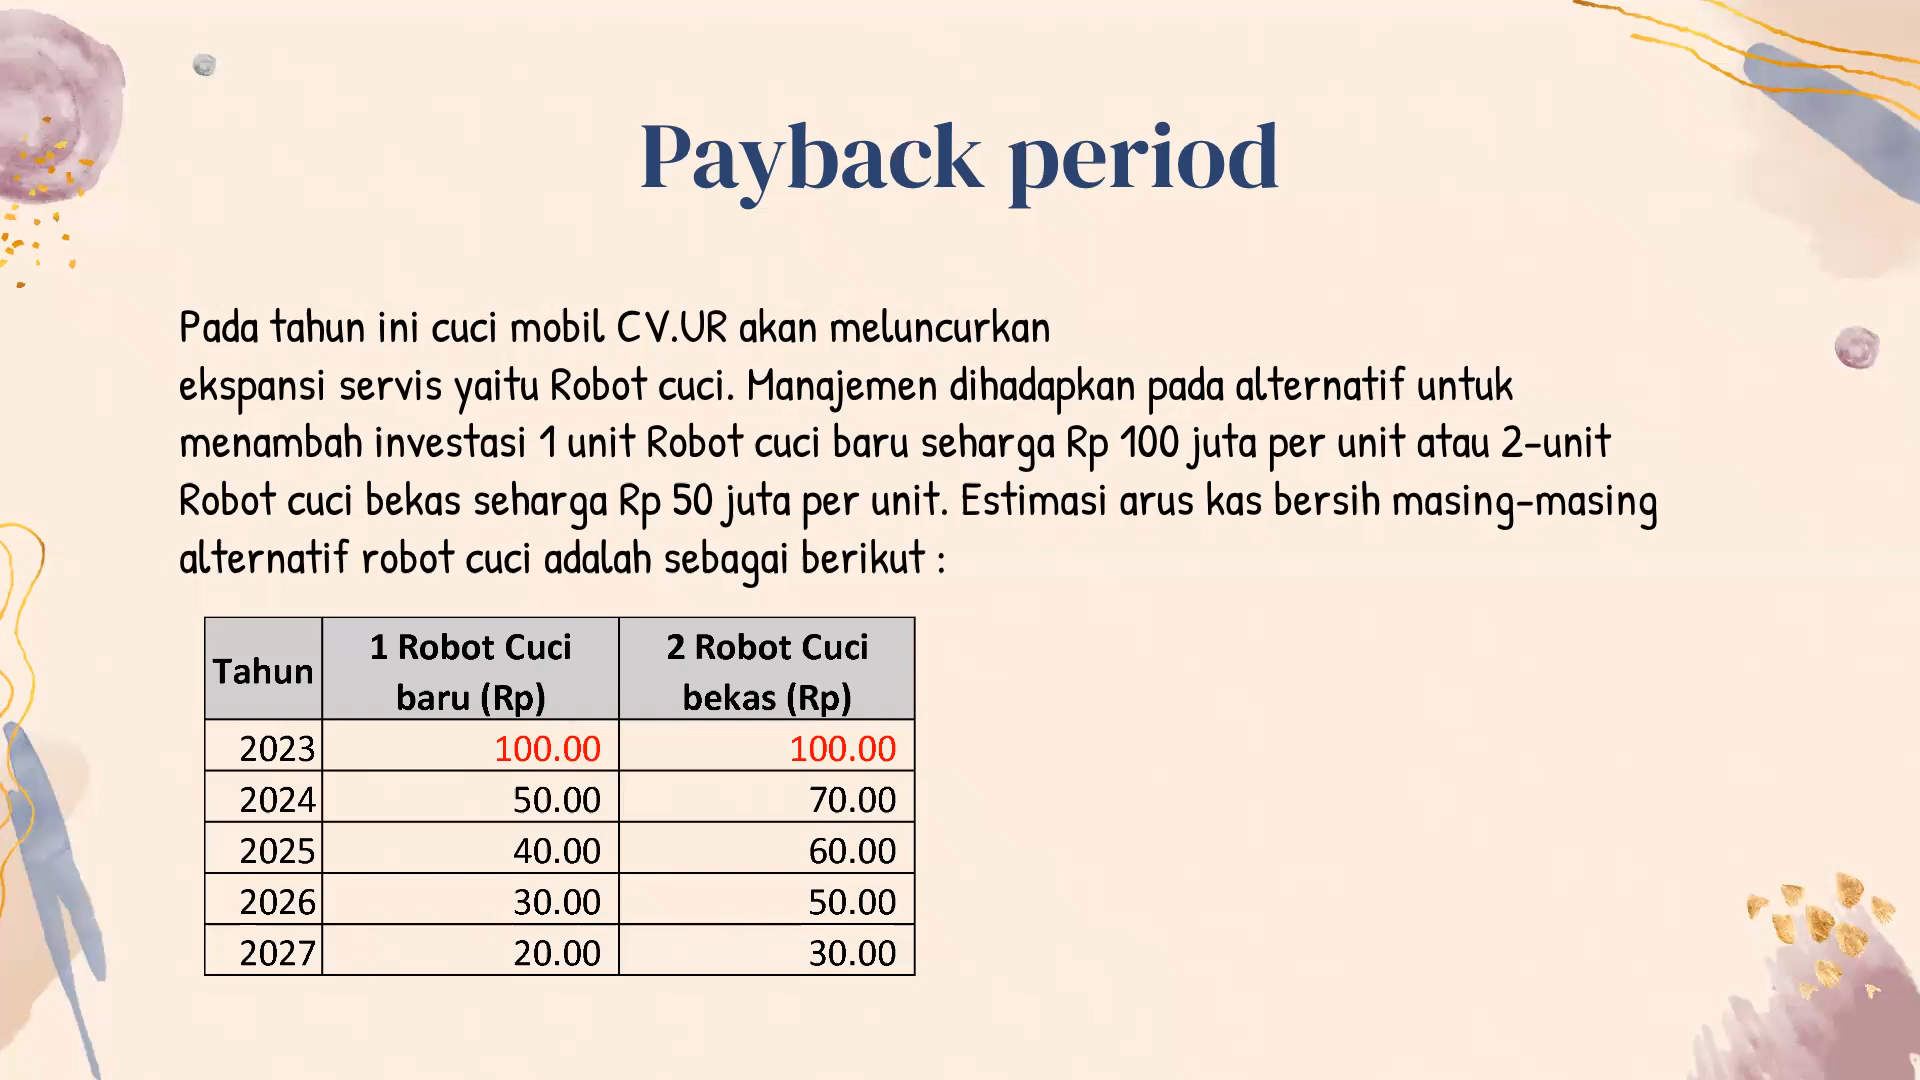 Payback period
Pada tahun ini cuci mobil CV.UR akan meluncurkan
ekspansi servis yaitu Robot cuci. Manajemen dihadapkan pada alternatif untuk
menambah investasi 1 unit Robot cuci baru seharga Rp 100 juta per unit atau 2-unit
Robot cuci bekas seharga Rp 50 juta per unit. Estimasi arus kas bersih masing-masing
alternatif robot cuci adalah sebagai berikut :
Tahun 1 Robot Cuci baru (Rp) 2 Robot Cuci bekas (Rp)
2023 100.00 100.00
2024 50.00 70.00
2025 40.00 60.00
2026 30.00 50.00
2027 20.00 30.00